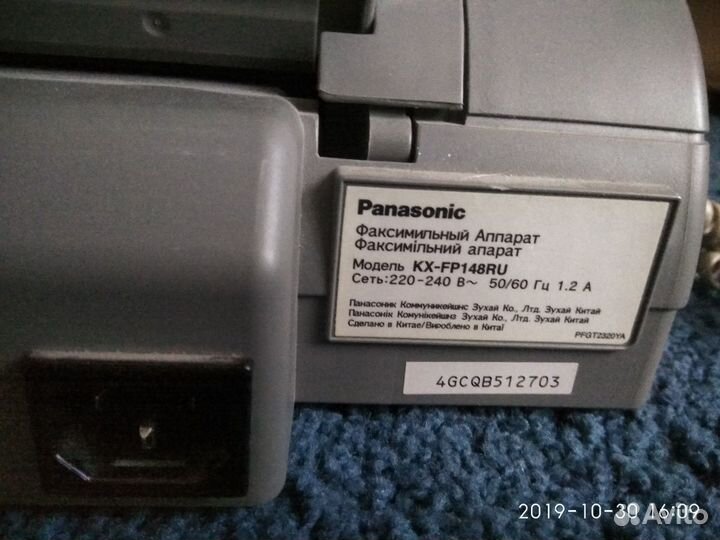 Panasonic
Факсимильный Аппарат
Факсимільний апарат
Модель KX-FP148RU
Сеть:220-240 В~ 50/60 Гц 1.2 А
Панасоник Коммуникейшнс Зухай Ко., Лтд. Зухай Китай
Панасонік Комунікейшнз Зухай Ко., Лтд. Зухай Китай
Сделано в Китае/Вироблено в Китаї
PFGT2320YA
4GCQB512703
2019-10-30 16:09
Avito